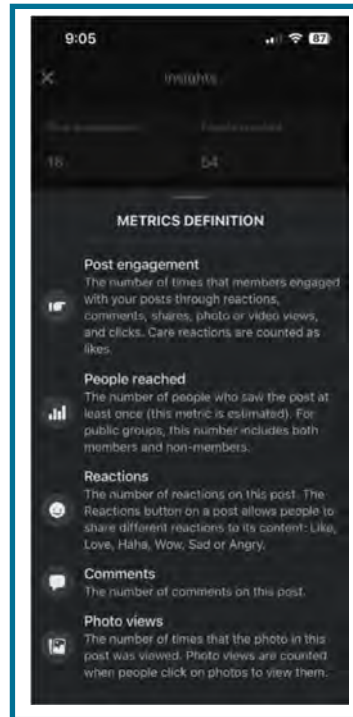 9:05
87
Insights
Post engagement
People reached
18
54
METRICS DEFINITION
Post engagement
The number of times that members engaged
with your posts through reactions,
comments, shares, photo or video views,
and clicks. Care reactions are counted as
likes.
People reached
The number of people who saw the post at
least once (this metric is estimated). For
public groups, this number includes both
members and non-members.
Reactions
The number of reactions on this post. The
Reactions button on a post allows people to
share different reactions to its content: Like,
Love, Haha, Wow, Sad or Angry.
Comments
The number of comments on this post.
Photo views
The number of times that the photo in this
post was viewed. Photo views are counted
when people click on photos to view them.